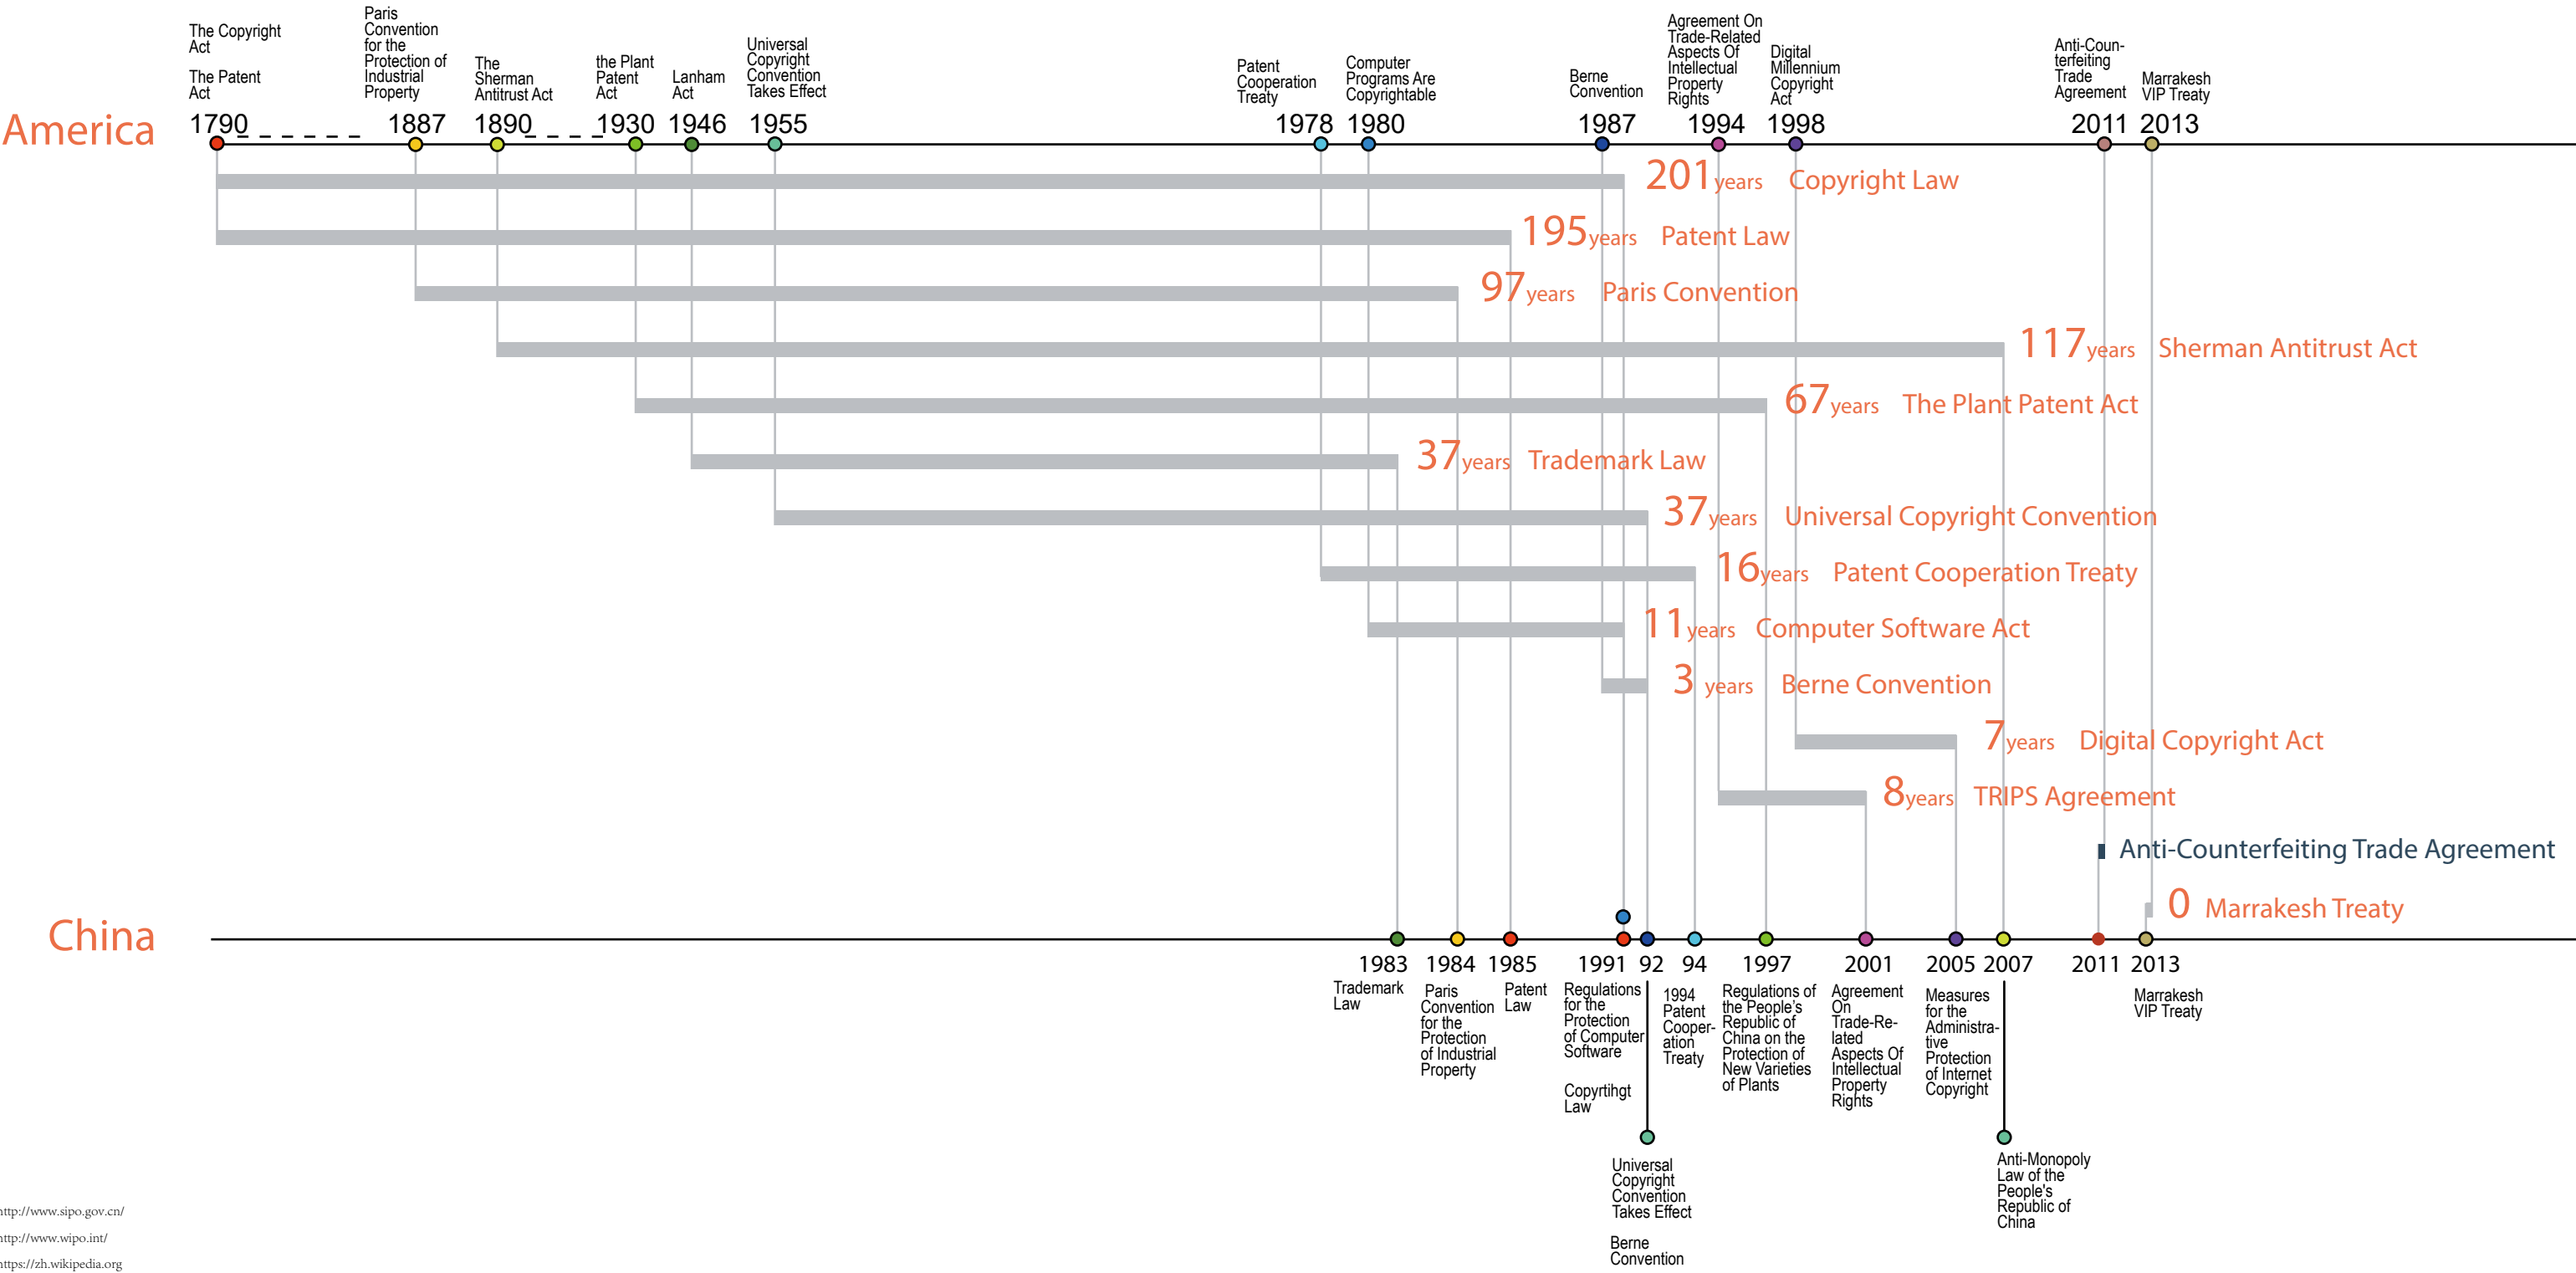 The Copyright
Act
The Patent
Act
Paris
Convention
for the
Protection of
Industrial
Property
The
Sherman
Antitrust Act
the Plant
Patent
Act
Lanham
Act
Universal
Copyright
Convention
Takes Effect
Patent
Cooperation
Treaty
Computer
Programs Are
Copyrightable
Berne
Convention
Agreement On
Trade-Related
Aspects Of
Intellectual
Property
Rights
Digital
Millennium
Copyright
Act
Anti-Coun-
terfeiting
Trade
Agreement
Marrakesh
VIP Treaty
America
1790
1887
1890
1930
1946
1955
1978
1980
1987
1994
1998
2011
2013
201 years Copyright Law
195 years Patent Law
97 years Paris Convention
117 years Sherman Antitrust Act
67 years The Plant Patent Act
37 years Trademark Law
37 years Universal Copyright Convention
16 years Patent Cooperation Treaty
11 years Computer Software Act
3 years Berne Convention
7 years Digital Copyright Act
8 years TRIPS Agreement
Anti-Counterfeiting Trade Agreement
0 Marrakesh Treaty
China
1983
1984
1985
1991
92
94
1997
2001
2005
2007
2011
2013
Trademark
Law
Paris
Convention
for the
Protection
of Industrial
Property
Patent
Law
Regulations
for the
Protection
of Computer
Software
Copyrtihgt
Law
1994
Patent
Cooper-
ation
Treaty
Regulations of
the People's
Republic of
China on the
Protection of
New Varieties
of Plants
Agreement
On
Trade-Re-
lated
Aspects Of
Intellectual
Property
Rights
Measures
for the
Administra-
tive
Protection
of Internet
Copyright
Marrakesh
VIP Treaty
Universal
Copyright
Convention
Takes Effect
Berne
Convention
Anti-Monopoly
Law of the
People's
Republic of
China
http://www.sipo.gov.cn/
http://www.wipo.int/
https://zh.wikipedia.org